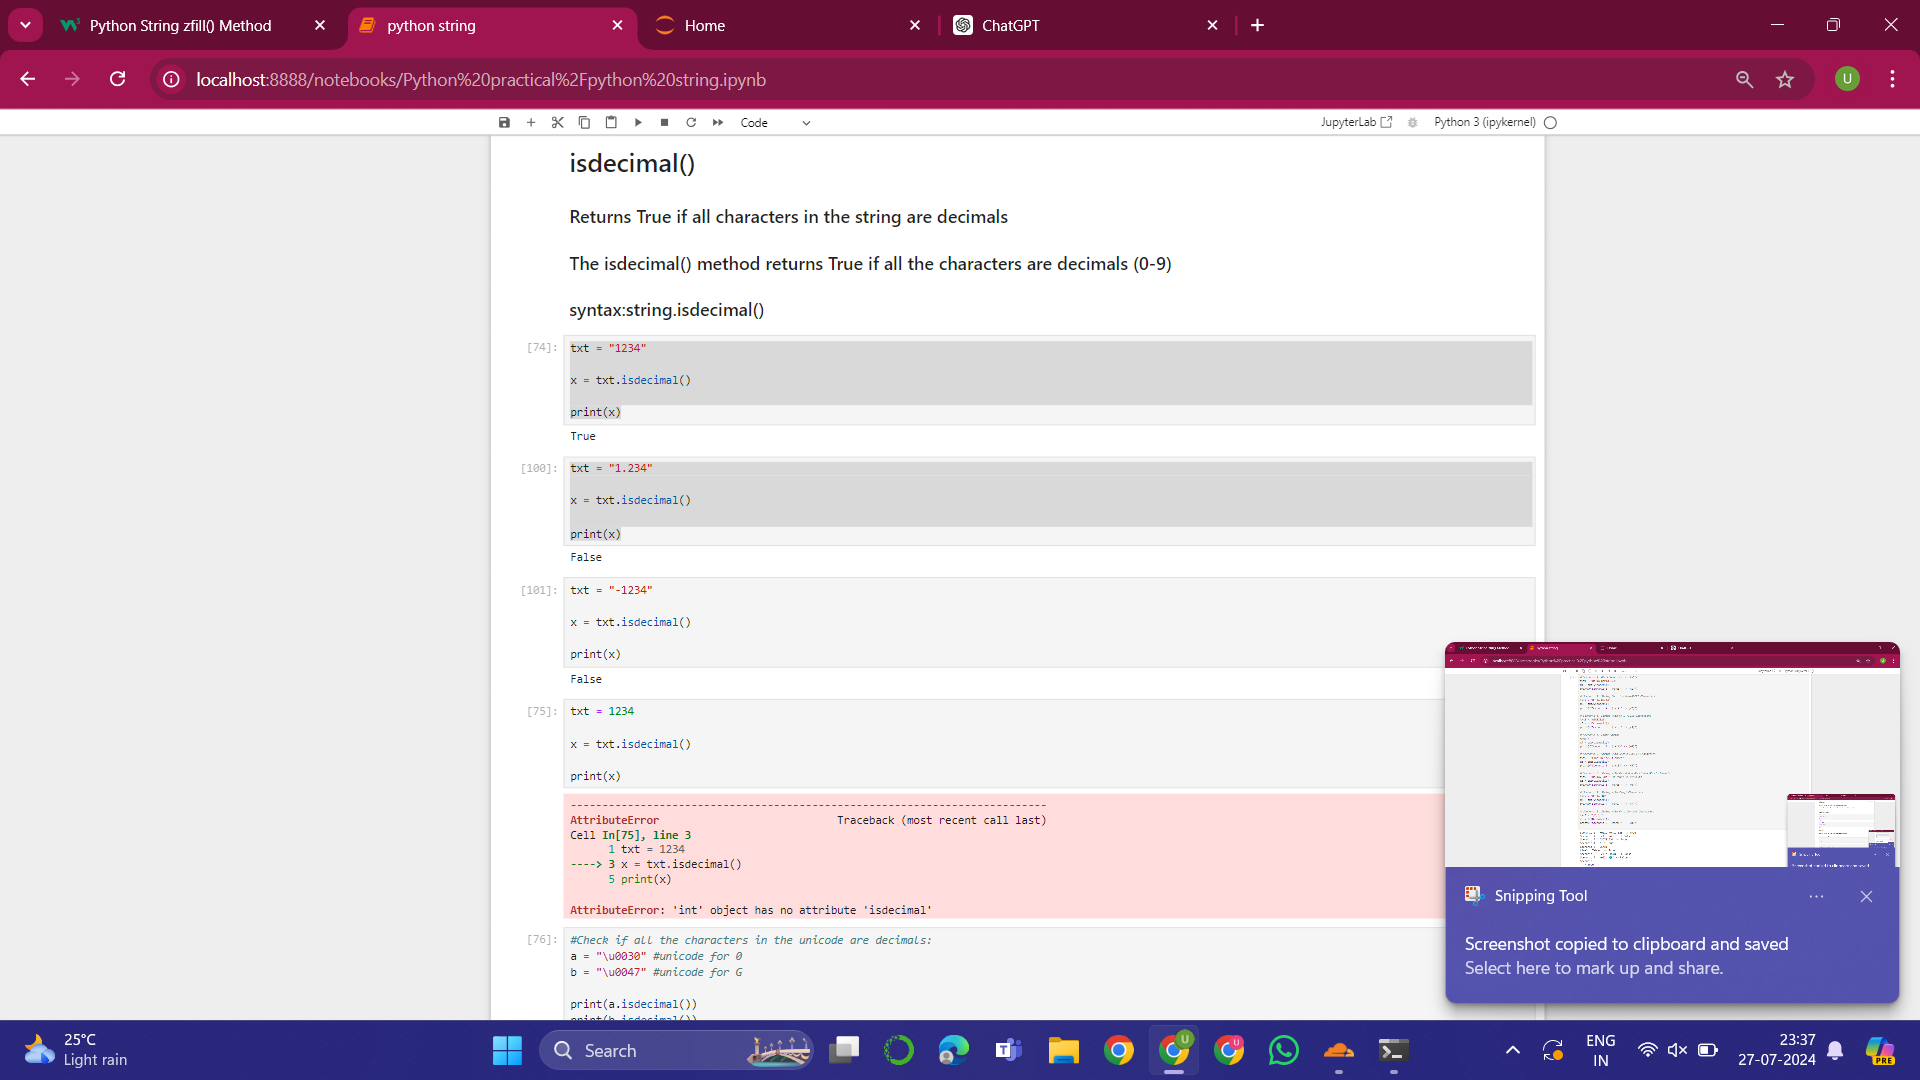 Python String zfill() Method
python string
Home
ChatGPT
localhost:8888/notebooks/Python%20practical%2Fpython%20string.ipynb
U
Code
JupyterLab
Python 3 (ipykernel)
isdecimal()
Returns True if all characters in the string are decimals
The isdecimal() method returns True if all the characters are decimals (0-9)
syntax:string.isdecimal()
[74]:
txt = "1234"
x = txt.isdecimal()
print(x)
True
[100]:
txt = "1.234"
x = txt.isdecimal()
print(x)
False
[101]:
txt = "-1234"
x = txt.isdecimal()
print(x)
False
[75]:
txt = 1234
x = txt.isdecimal()
print(x)
---------------------------------------------------------------------------
AttributeError Traceback (most recent call last)
Cell In[75], line 3
1 txt = 1234
----> 3 x = txt.isdecimal()
5 print(x)
AttributeError: 'int' object has no attribute 'isdecimal'
[76]:
#Check if all the characters in the unicode are decimals:
a = "\u0030" #unicode for 0
b = "\u0047" #unicode for G
print(a.isdecimal())
print(b.isdecimal())
Snipping Tool
Screenshot copied to clipboard and saved
Select here to mark up and share.
25°C
Light rain
Search
ENG
IN
23:37
27-07-2024
PRE